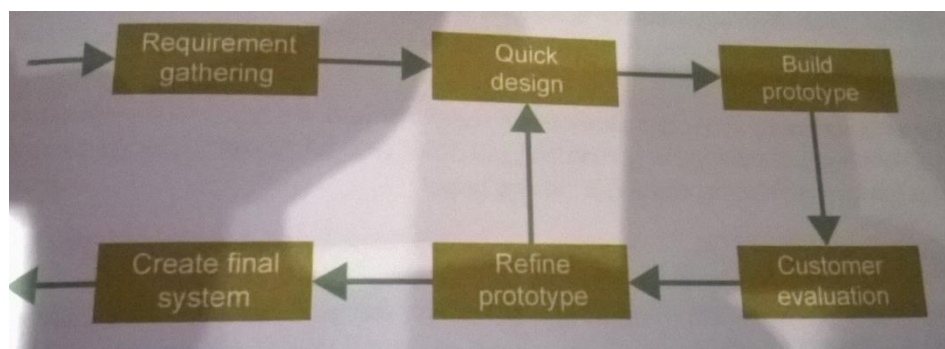 Requirement
gathering
Quick
design
Build
prototype
Create final
system
Refine
prototype
Customer
evaluation